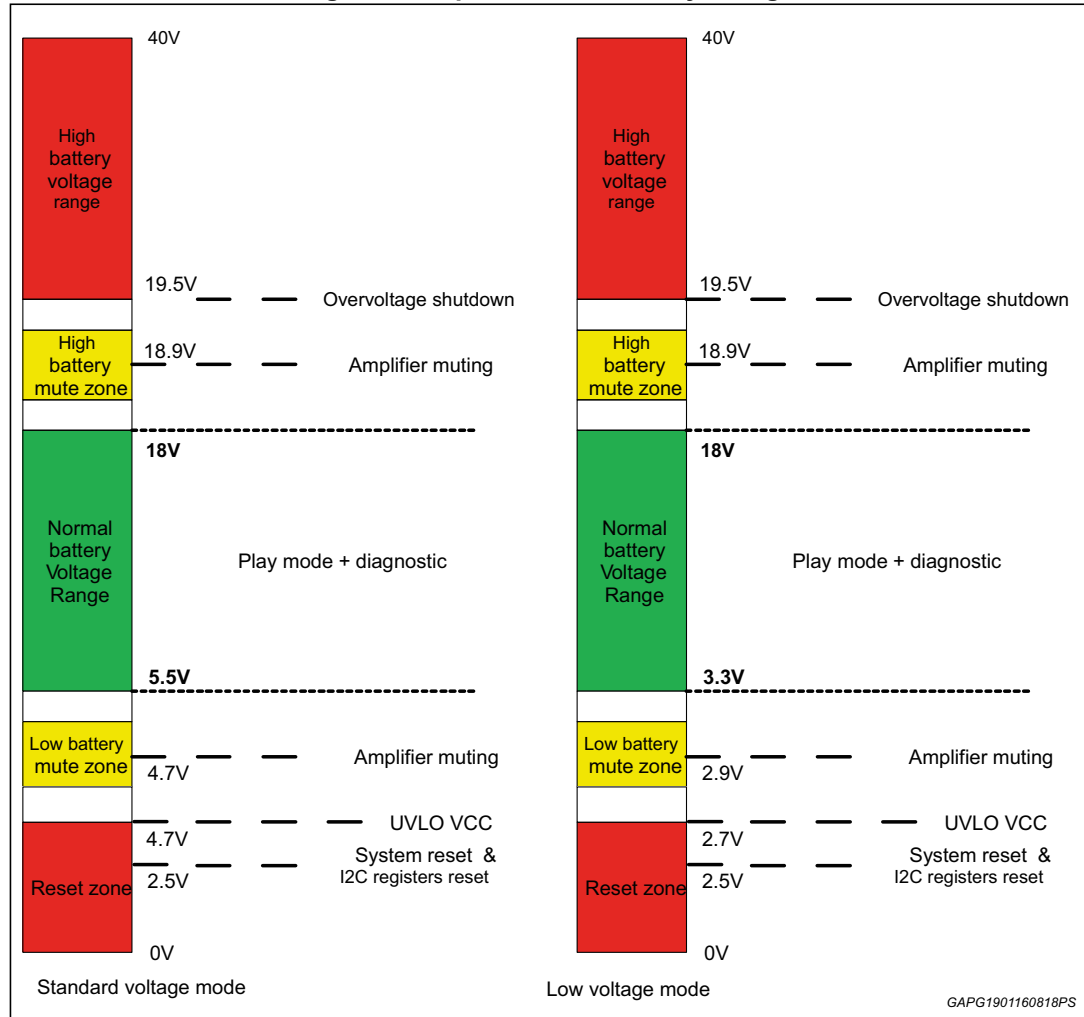 40V
High
battery
voltage
range
19.5V
Overvoltage shutdown
High
battery
mute zone
18.9V
Amplifier muting
18V
Normal
battery
Voltage
Range
Play mode + diagnostic
5.5V
Low battery
mute zone
Amplifier muting
4.7V
UVLO VCC
4.7V
System reset &
I2C registers reset
2.5V
Reset zone
0V
Standard voltage mode
40V
High
battery
voltage
range
19.5V
Overvoltage shutdown
High
battery
mute zone
18.9V
Amplifier muting
18V
Normal
battery
Voltage
Range
Play mode + diagnostic
3.3V
Low battery
mute zone
Amplifier muting
2.9V
UVLO VCC
2.7V
System reset &
I2C registers reset
2.5V
Reset zone
0V
Low voltage mode
GAPG1901160818PS